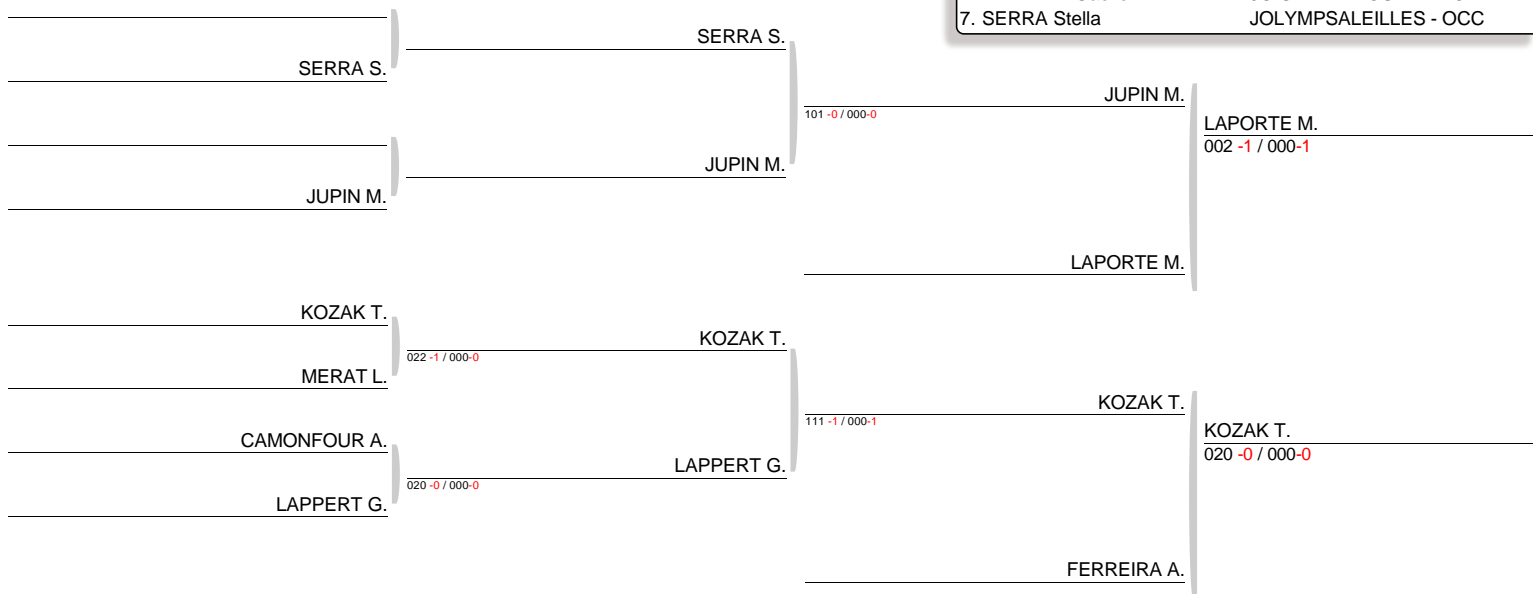 7. SERRA Stella JOLYMPSALEILLES - OCC
SERRA S.
SERRA S.
JUPIN M.
101 -0 / 000-0
LAPORTE M.
002 -1 / 000-1
JUPIN M.
JUPIN M.
LAPORTE M.
KOZAK T.
KOZAK T.
022 -1 / 000-0
MERAT L.
KOZAK T.
111 -1 / 000-1
KOZAK T.
020 -0 / 000-0
CAMONFOUR A.
LAPPERT G.
020 -0 / 000-0
LAPPERT G.
FERREIRA A.